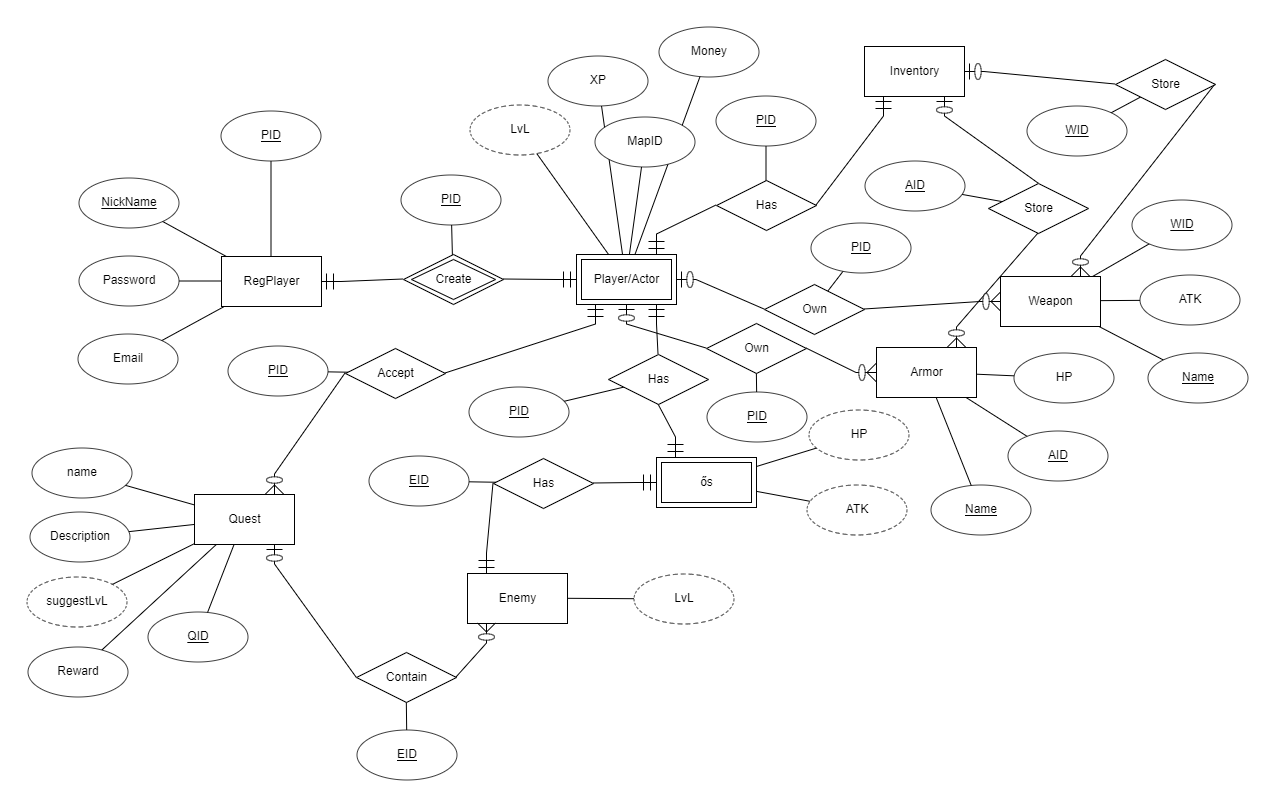 Money
Inventory
XP
Store
PID
WID
LvL
PID
MapID
AID
PID
NickName
Has
Store
WID
PID
Password
RegPlayer
Create
Player/Actor
Own
Weapon
ATK
Email
PID
Accept
Has
Own
Armor
HP
Name
PID
PID
HP
AID
name
EID
Has
ős
Quest
ATK
Name
Description
suggestLvL
Enemy
LvL
QID
Reward
Contain
EID